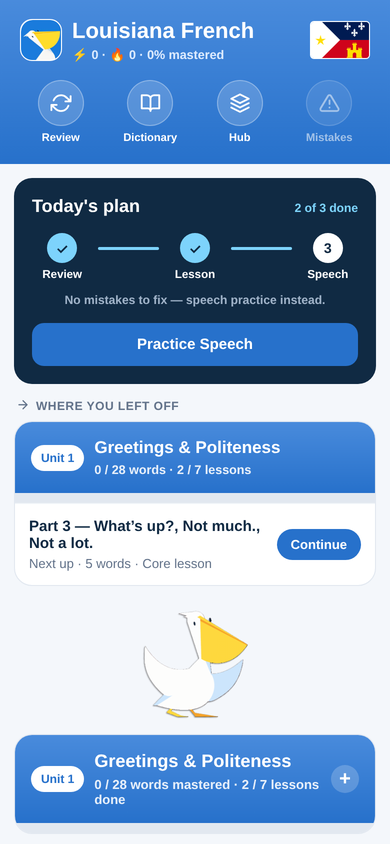 Louisiana French
⚡ 0 · 🔥 0 · 0% mastered
Review
Dictionary
Hub
Mistakes
Today's plan
2 of 3 done
3
Review
Lesson
Speech
No mistakes to fix — speech practice instead.
Practice Speech
→ WHERE YOU LEFT OFF
Unit 1
Greetings & Politeness
0 / 28 words · 2 / 7 lessons
Part 3 — What's up?, Not much.,
Not a lot.
Next up · 5 words · Core lesson
Continue
Unit 1
Greetings & Politeness
0 / 28 words mastered · 2 / 7 lessons
done
+